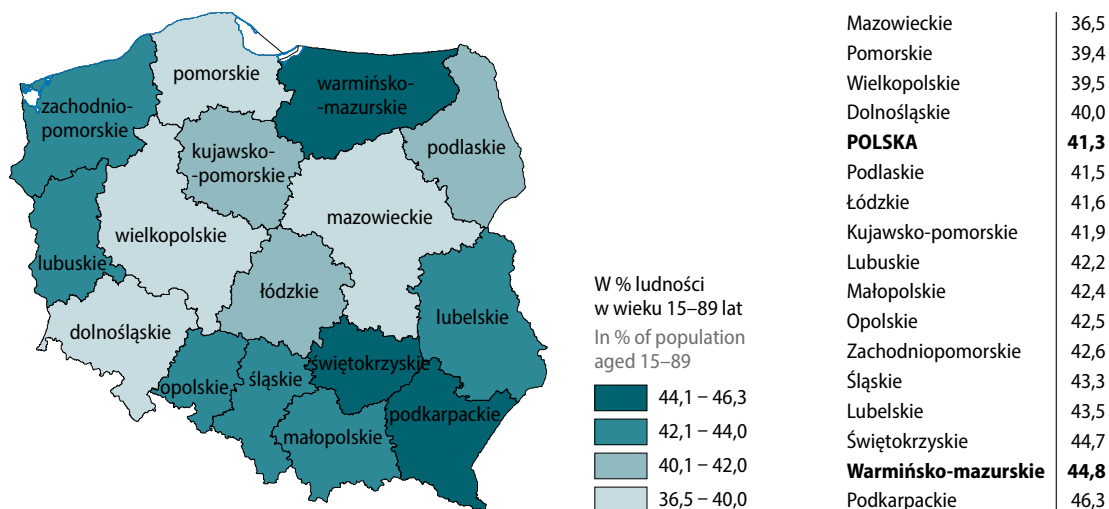 pomorskie
warmińsko-
-mazurskie
zachodnio-
pomorskie
kujawsko-
-pomorskie
podlaskie
mazowieckie
wielkopolskie
lubuskie
łódzkie
lubelskie
dolnośląskie
świętokrzyskie
opolskie
śląskie
podkarpackie
małopolskie
W % ludności
w wieku 15–89 lat
In % of population
aged 15–89
44,1 – 46,3
42,1 – 44,0
40,1 – 42,0
36,5 – 40,0
Mazowieckie 36,5
Pomorskie 39,4
Wielkopolskie 39,5
Dolnośląskie 40,0
POLSKA 41,3
Podlaskie 41,5
Łódzkie 41,6
Kujawsko-pomorskie 41,9
Lubuskie 42,2
Małopolskie 42,4
Opolskie 42,5
Zachodniopomorskie 42,6
Śląskie 43,3
Lubelskie 43,5
Świętokrzyskie 44,7
Warmińsko-mazurskie 44,8
Podkarpackie 46,3